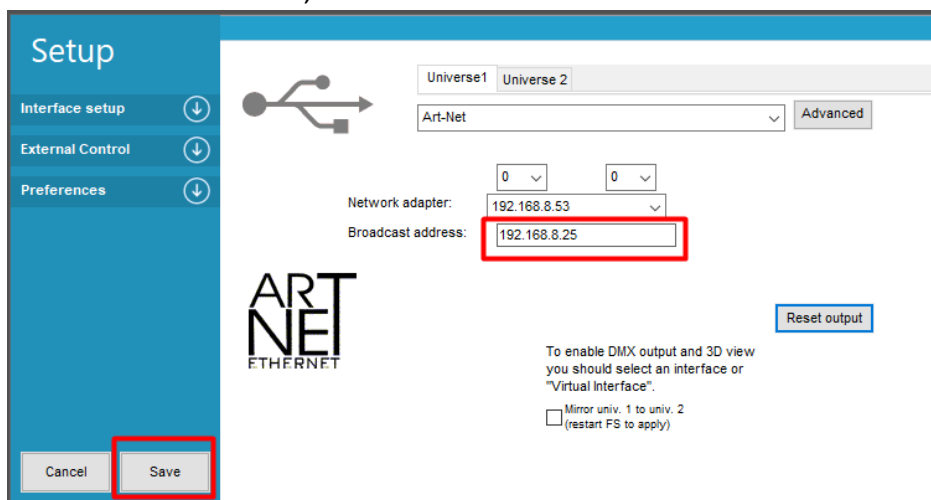 Setup
Interface setup
External Control
Preferences
Universe1 Universe 2
Art-Net Advanced
0 0
Network adapter: 192.168.8.53
Broadcast address: 192.168.8.25
ART
NET
ETHERNET
Reset output
To enable DMX output and 3D view
you should select an interface or
"Virtual Interface".
Mirror univ. 1 to univ. 2
(restart FS to apply)
Cancel Save